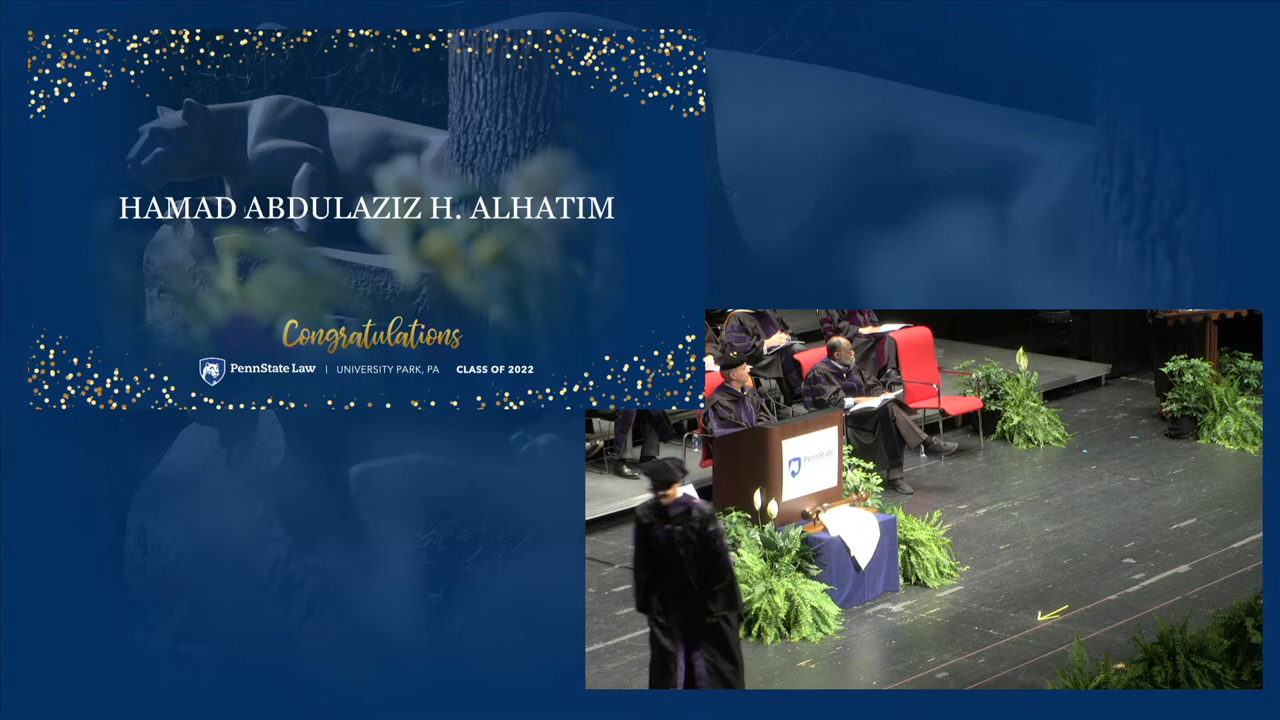 HAMAD ABDULAZIZ H. ALHATIM
Congratulations
PennState Law | UNIVERSITY PARK, PA CLASS OF 2022
PennState